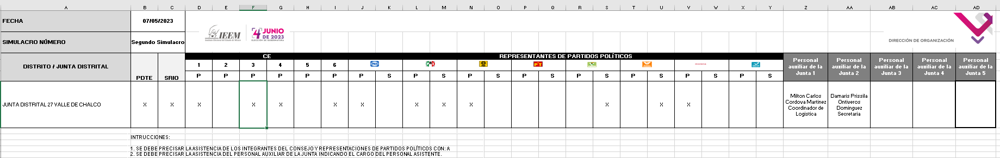 A B C D E F G H I J K L M N O P Q R S T U V W X Y Z AA AB AC AD
FECHA
07/05/2023
IEEM
Instituto Electoral del Estado de México
4 JUNIO
DE 2023
ELECCIÓN DE GUBERNATURA
DIRECCIÓN DE ORGANIZACIÓN
SIMULACRO NÚMERO
Segundo Simulacro
DISTRITO / JUNTA DISTRITAL
PDTE
SRIO
CE
REPRESENTANTES DE PARTIDOS POLÍTICOS
1 2 3 4 5 6
PAN
PRD
PT
P P P P P P P S P S P S P S P S P S P S P S
Personal auxiliar de la Junta 1
Personal auxiliar de la Junta 2
Personal auxiliar de la Junta 3
Personal auxiliar de la Junta 4
Personal auxiliar de la Junta 5
JUNTA DISTRITAL 27 VALLE DE CHALCO
X X X X X X X X X X X X X
Milton Carlos
Cordova Martinez
Coordinador de
Logistica
Damaris Prissila
Ontiveros
Dominguez
Secretaria
INTRUCCIONES:
1. SE DEBE PRECISAR LA ASISTENCIA DE LOS INTEGRANTES DEL CONSEJO Y REPRESENTACIONES DE PARTIDOS POLÍTICOS CON: A
2. SE DEBE PRECISAR LA ASISTENCIA DEL PERSONAL AUXILIAR DE LA JUNTA INDICANDO EL CARGO DEL PERSONAL ASISTENTE.